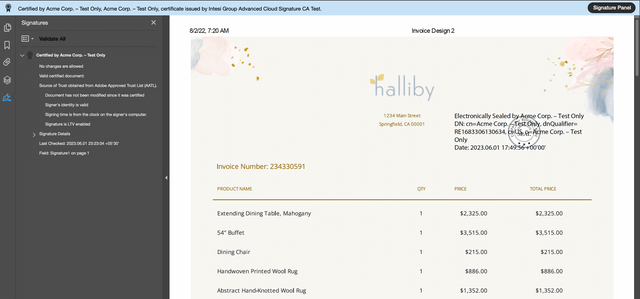 Certified by Acme Corp. – Test Only, Acme Corp. – Test Only, certificate issued by Intesi Group Advanced Cloud Signature CA Test.
Signature Panel
Signatures
Validate All
Certified by Acme Corp. – Test Only
No changes are allowed
Valid certified document:
Source of Trust obtained from Adobe Approved Trust List (AATL).
Document has not been modified since it was certified
Signer's identity is valid
Signing time is from the clock on the signer's computer.
Signature is LTV enabled
Signature Details
Last Checked: 2023.06.01 23:23:04 +05'30'
Field: Signature1 on page 1
8/2/22, 7:20 AM
Invoice Design 2
halliby
1234 Main Street
Springfield, CA 00001
Electronically Sealed by Acme Corp. – Test Only
DN: cn=Acme Corp. – Test Only, dnQualifier=
RE1683306130634, c=US, o=Acme Corp. – Test
Only
Date: 2023.06.01 17:49:56 +00'00'
Invoice Number: 234330591
PRODUCT NAME QTY PRICE TOTAL PRICE
Extending Dining Table, Mahogany 1 $2,325.00 $2,325.00
54" Buffet 1 $3,515.00 $3,515.00
Dining Chair 1 $215.00 $215.00
Handwoven Printed Wool Rug 1 $886.00 $886.00
Abstract Hand-Knotted Wool Rug 1 $1,352.00 $1,352.00